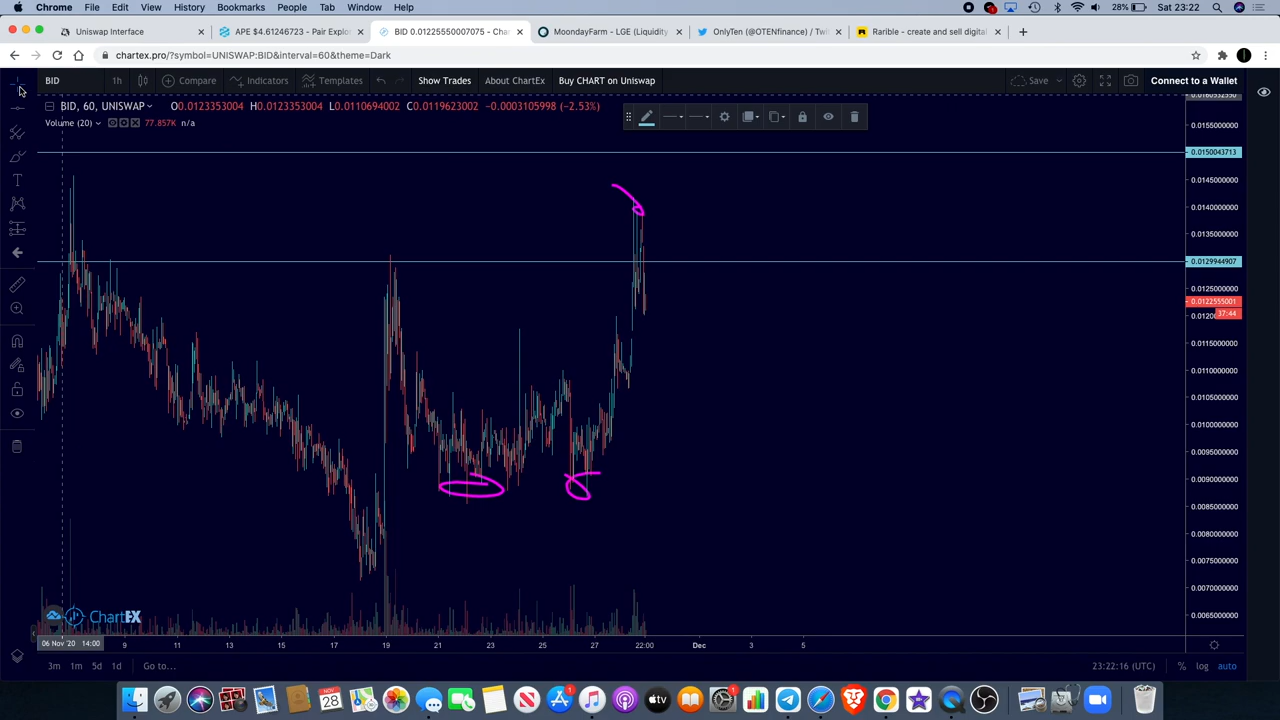 Chrome File Edit View History Bookmarks People Tab Window Help 28% Sat 23:22
Uniswap Interface APE $4.61246723 - Pair Explor BID 0.01225550007075 - Cha MoondayFarm - LGE (Liquidity OnlyTen (@OTENfinance) / Twit Rarible - create and sell digital
chartex.pro/?symbol=UNISWAP:BID&interval=60&theme=Dark
BID 1h Compare Indicators Templates Show Trades About ChartEx Buy CHART on Uniswap Save Connect to a Wallet
BID, 60, UNISWAP O0.0123353004 H0.0123353004 L0.0110694002 C0.0119623002 −0.0003105998 (−2.53%)
Volume (20) 77.857K n/a
0.0155000000
0.0150043713
0.0145000000
0.0140000000
0.0135000000
0.0129944907
0.0125000000
0.0122555001
37:44
0.0115000000
0.0110000000
0.0105000000
0.0100000000
0.0095000000
0.0090000000
0.0085000000
0.0080000000
0.0075000000
0.0070000000
0.0065000000
ChartEX
06 Nov '20 14:00 9 11 13 15 17 19 21 23 25 27 22:00 Dec 3 5
3m 1m 5d 1d Go to... 23:22:16 (UTC) % log auto
NOV 28 1 1